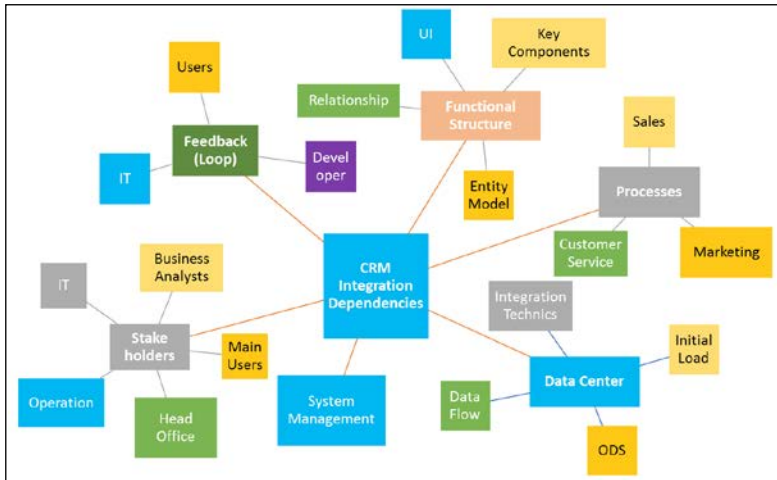 UI
Key
Components
Users
Relationship
Functional
Structure
Sales
Feedback
(Loop)
IT
Devel
oper
Entity
Model
Processes
Customer
Service
Marketing
Business
Analysts
CRM
Integration
Dependencies
IT
Integration
Technics
Stake
holders
Main
Users
Initial
Load
Operation
System
Management
Data Center
Data
Flow
Head
Office
ODS